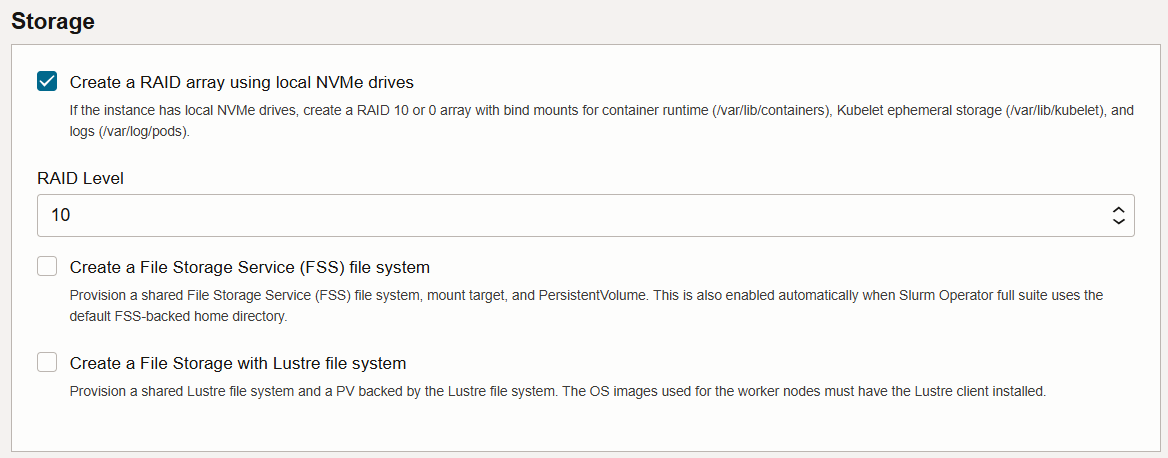 Storage
Create a RAID array using local NVMe drives
If the instance has local NVMe drives, create a RAID 10 or 0 array with bind mounts for container runtime (/var/lib/containers), Kubelet ephemeral storage (/var/lib/kubelet), and
logs (/var/log/pods).
RAID Level
10
Create a File Storage Service (FSS) file system
Provision a shared File Storage Service (FSS) file system, mount target, and PersistentVolume. This is also enabled automatically when Slurm Operator full suite uses the
default FSS-backed home directory.
Create a File Storage with Lustre file system
Provision a shared Lustre file system and a PV backed by the Lustre file system. The OS images used for the worker nodes must have the Lustre client installed.